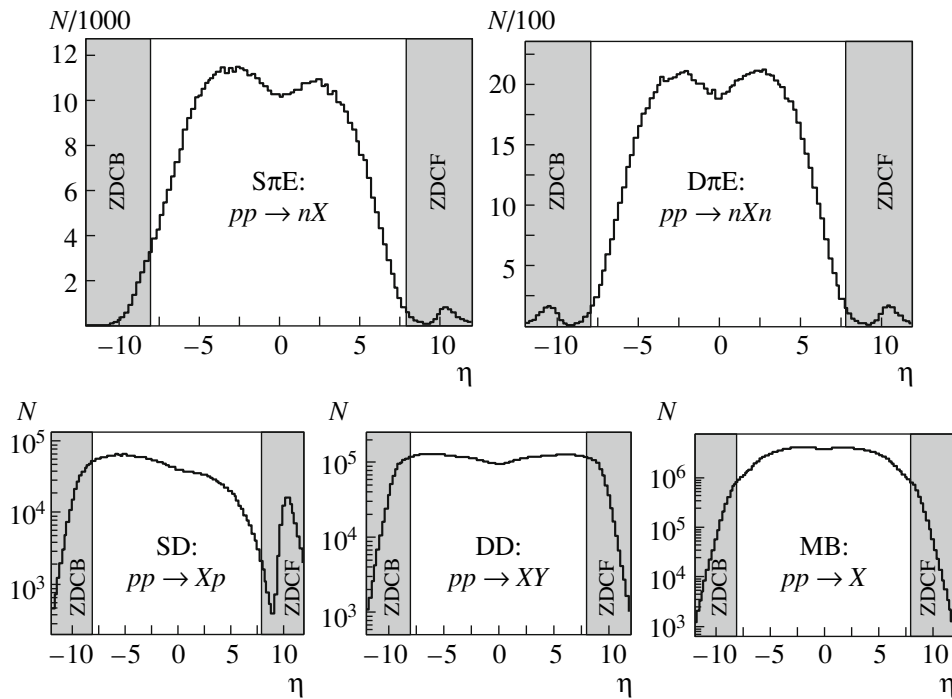 N/1000
12
10
8
6
4
2
ZDCB
SπE:
pp → nX
ZDCF
−10
−5
0
5
10
η
N/100
20
15
10
5
ZDCB
DπE:
pp → nXn
ZDCF
−10
−5
0
5
10
η
N
10^5
10^4
10^3
ZDCB
SD:
pp → Xp
ZDCF
−10
−5
0
5
10
η
N
10^5
10^4
10^3
ZDCB
DD:
pp → XY
ZDCF
−10
−5
0
5
10
η
N
10^6
10^5
10^4
10^3
ZDCB
MB:
pp → X
ZDCF
−10
−5
0
5
10
η